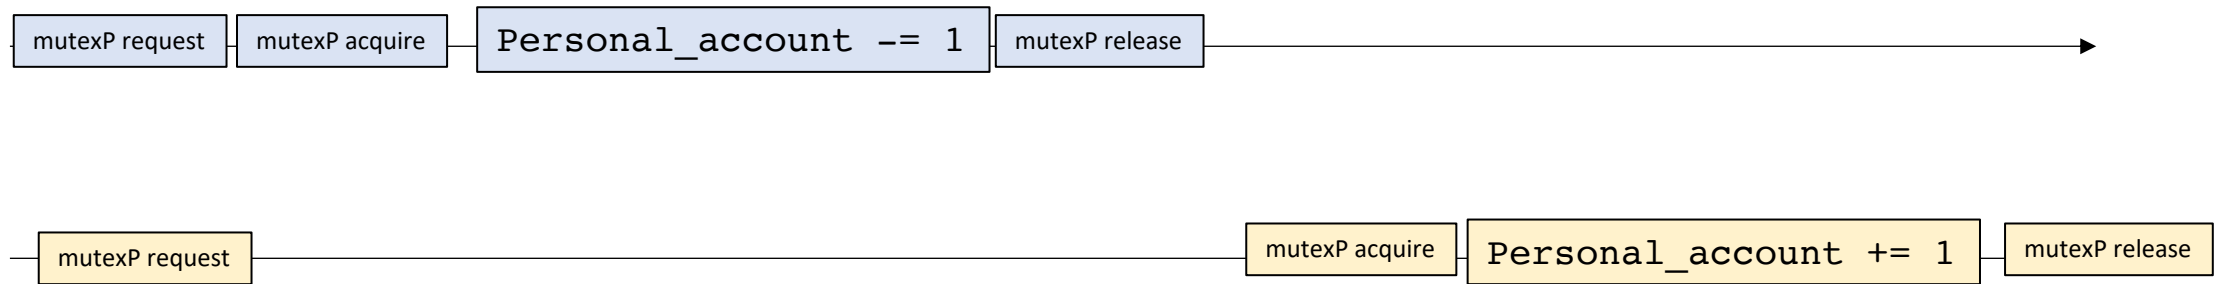 mutexP request
mutexP acquire
Personal_account -= 1
mutexP release
mutexP request
mutexP acquire
Personal_account += 1
mutexP release